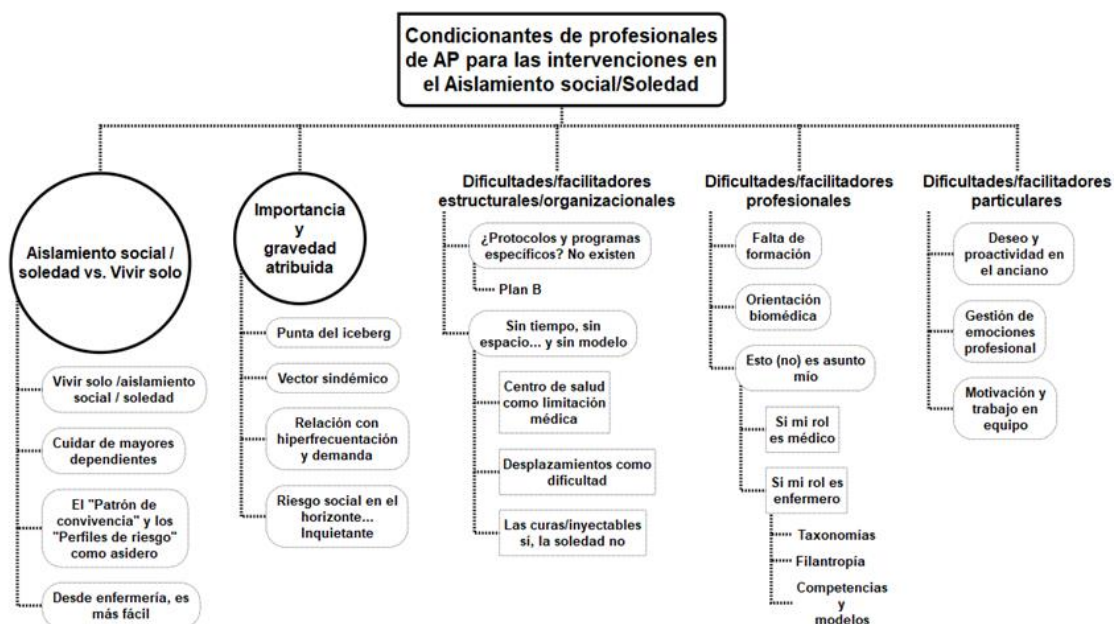 Condicionantes de profesionales
de AP para las intervenciones en
el Aislamiento social/Soledad
Aislamiento social /
soledad vs. Vivir solo
Vivir solo /aislamiento
social / soledad
Cuidar de mayores
dependientes
El "Patrón de
convivencia" y los
"Perfiles de riesgo"
como asidero
Desde enfermería, es
más fácil
Importancia
y
gravedad
atribuida
Punta del iceberg
Vector sindémico
Relación con
hiperfrecuentación
y demanda
Riesgo social en el
horizonte...
Inquietante
Dificultades/facilitadores
estructurales/organizacionales
¿Protocolos y programas
específicos? No existen
Plan B
Sin tiempo, sin
espacio... y sin modelo
Centro de salud
como limitación
médica
Desplazamientos como
dificultad
Las curas/inyectables
sí, la soledad no
Dificultades/facilitadores
profesionales
Falta de
formación
Orientación
biomédica
Esto (no) es asunto
mío
Si mi rol
es médico
Si mi rol es
enfermero
Taxonomías
Filantropía
Competencias
y
modelos
Dificultades/facilitadores
particulares
Deseo y
proactividad en
el anciano
Gestión de
emociones
profesional
Motivación y
trabajo en
equipo